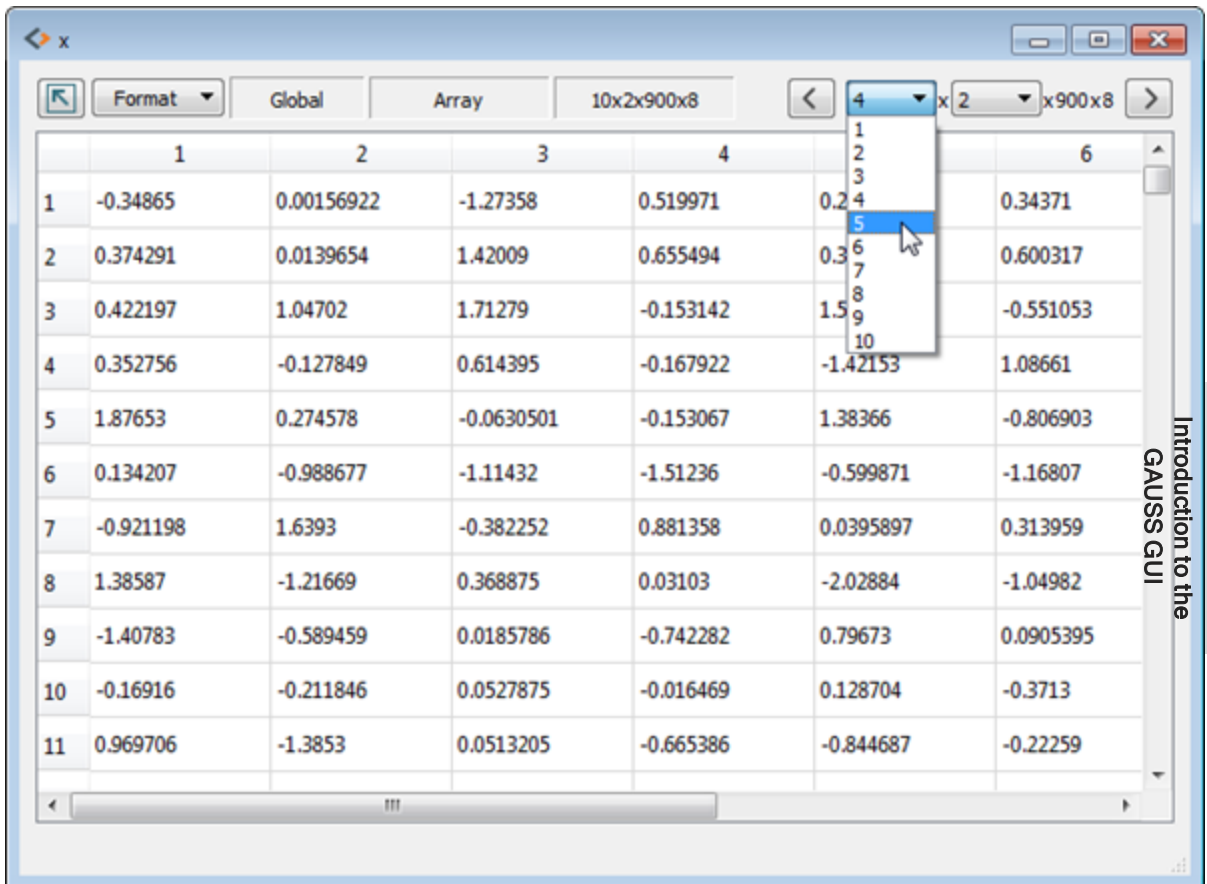 x
Format Global Array 10x2x900x8 4 x 2 x900x8
1
2
3
4
5
6
7
8
9
10
1 2 3 4 6
1 -0.34865 0.00156922 -1.27358 0.519971 0.2 0.34371
2 0.374291 0.0139654 1.42009 0.655494 0.3 0.600317
3 0.422197 1.04702 1.71279 -0.153142 1.5 -0.551053
4 0.352756 -0.127849 0.614395 -0.167922 -1.42153 1.08661
5 1.87653 0.274578 -0.0630501 -0.153067 1.38366 -0.806903
6 0.134207 -0.988677 -1.11432 -1.51236 -0.599871 -1.16807
7 -0.921198 1.6393 -0.382252 0.881358 0.0395897 0.313959
8 1.38587 -1.21669 0.368875 0.03103 -2.02884 -1.04982
9 -1.40783 -0.589459 0.0185786 -0.742282 0.79673 0.0905395
10 -0.16916 -0.211846 0.0527875 -0.016469 0.128704 -0.3713
11 0.969706 -1.3853 0.0513205 -0.665386 -0.844687 -0.22259
Introduction to the
GAUSS GUI